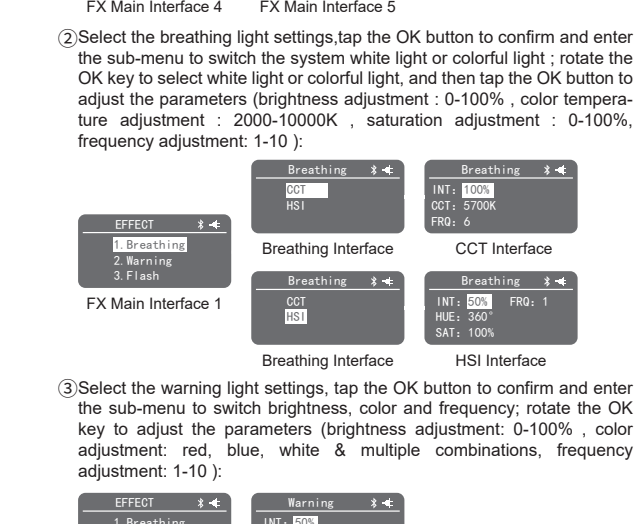 FX Main Interface 4 FX Main Interface 5
②Select the breathing light settings,tap the OK button to confirm and enter
the sub-menu to switch the system white light or colorful light ; rotate the
OK key to select white light or colorful light, and then tap the OK button to
adjust the parameters (brightness adjustment : 0-100% , color tempera-
ture adjustment : 2000-10000K , saturation adjustment : 0-100%,
frequency adjustment: 1-10 ):
EFFECT
1. Breathing
2. Warning
3. Flash
FX Main Interface 1
Breathing
CCT
HSI
Breathing Interface
Breathing
INT: 100%
CCT: 5700K
FRQ: 6
CCT Interface
Breathing
CCT
HSI
Breathing Interface
Breathing
INT: 50% FRQ: 1
HUE: 360°
SAT: 100%
HSI Interface
③Select the warning light settings, tap the OK button to confirm and enter
the sub-menu to switch brightness, color and frequency; rotate the OK
key to adjust the parameters (brightness adjustment: 0-100% , color
adjustment: red, blue, white & multiple combinations, frequency
adjustment: 1-10 ):
EFFECT
1. Breathing
Warning
INT: 50%